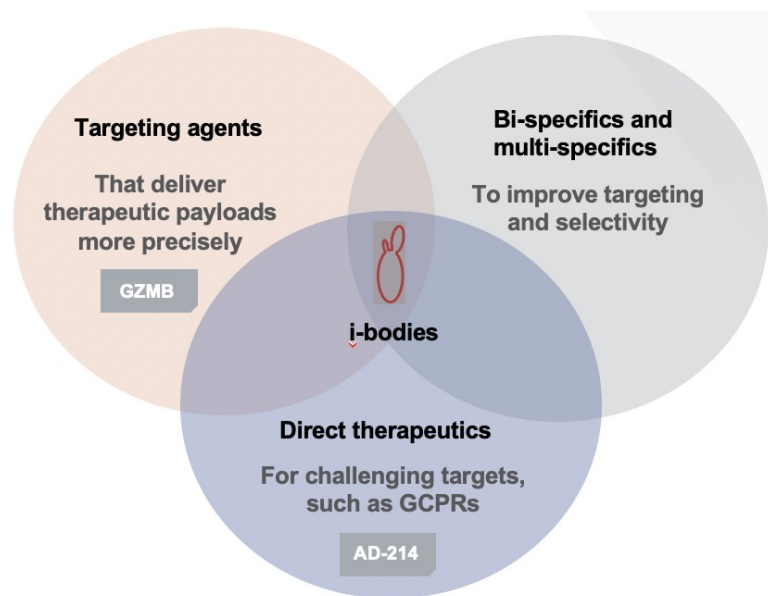 Targeting agents
That deliver
therapeutic payloads
more precisely
GZMB
Bi-specifics and
multi-specifics
To improve targeting
and selectivity
i-bodies
Direct therapeutics
For challenging targets,
such as GCPRs
AD-214